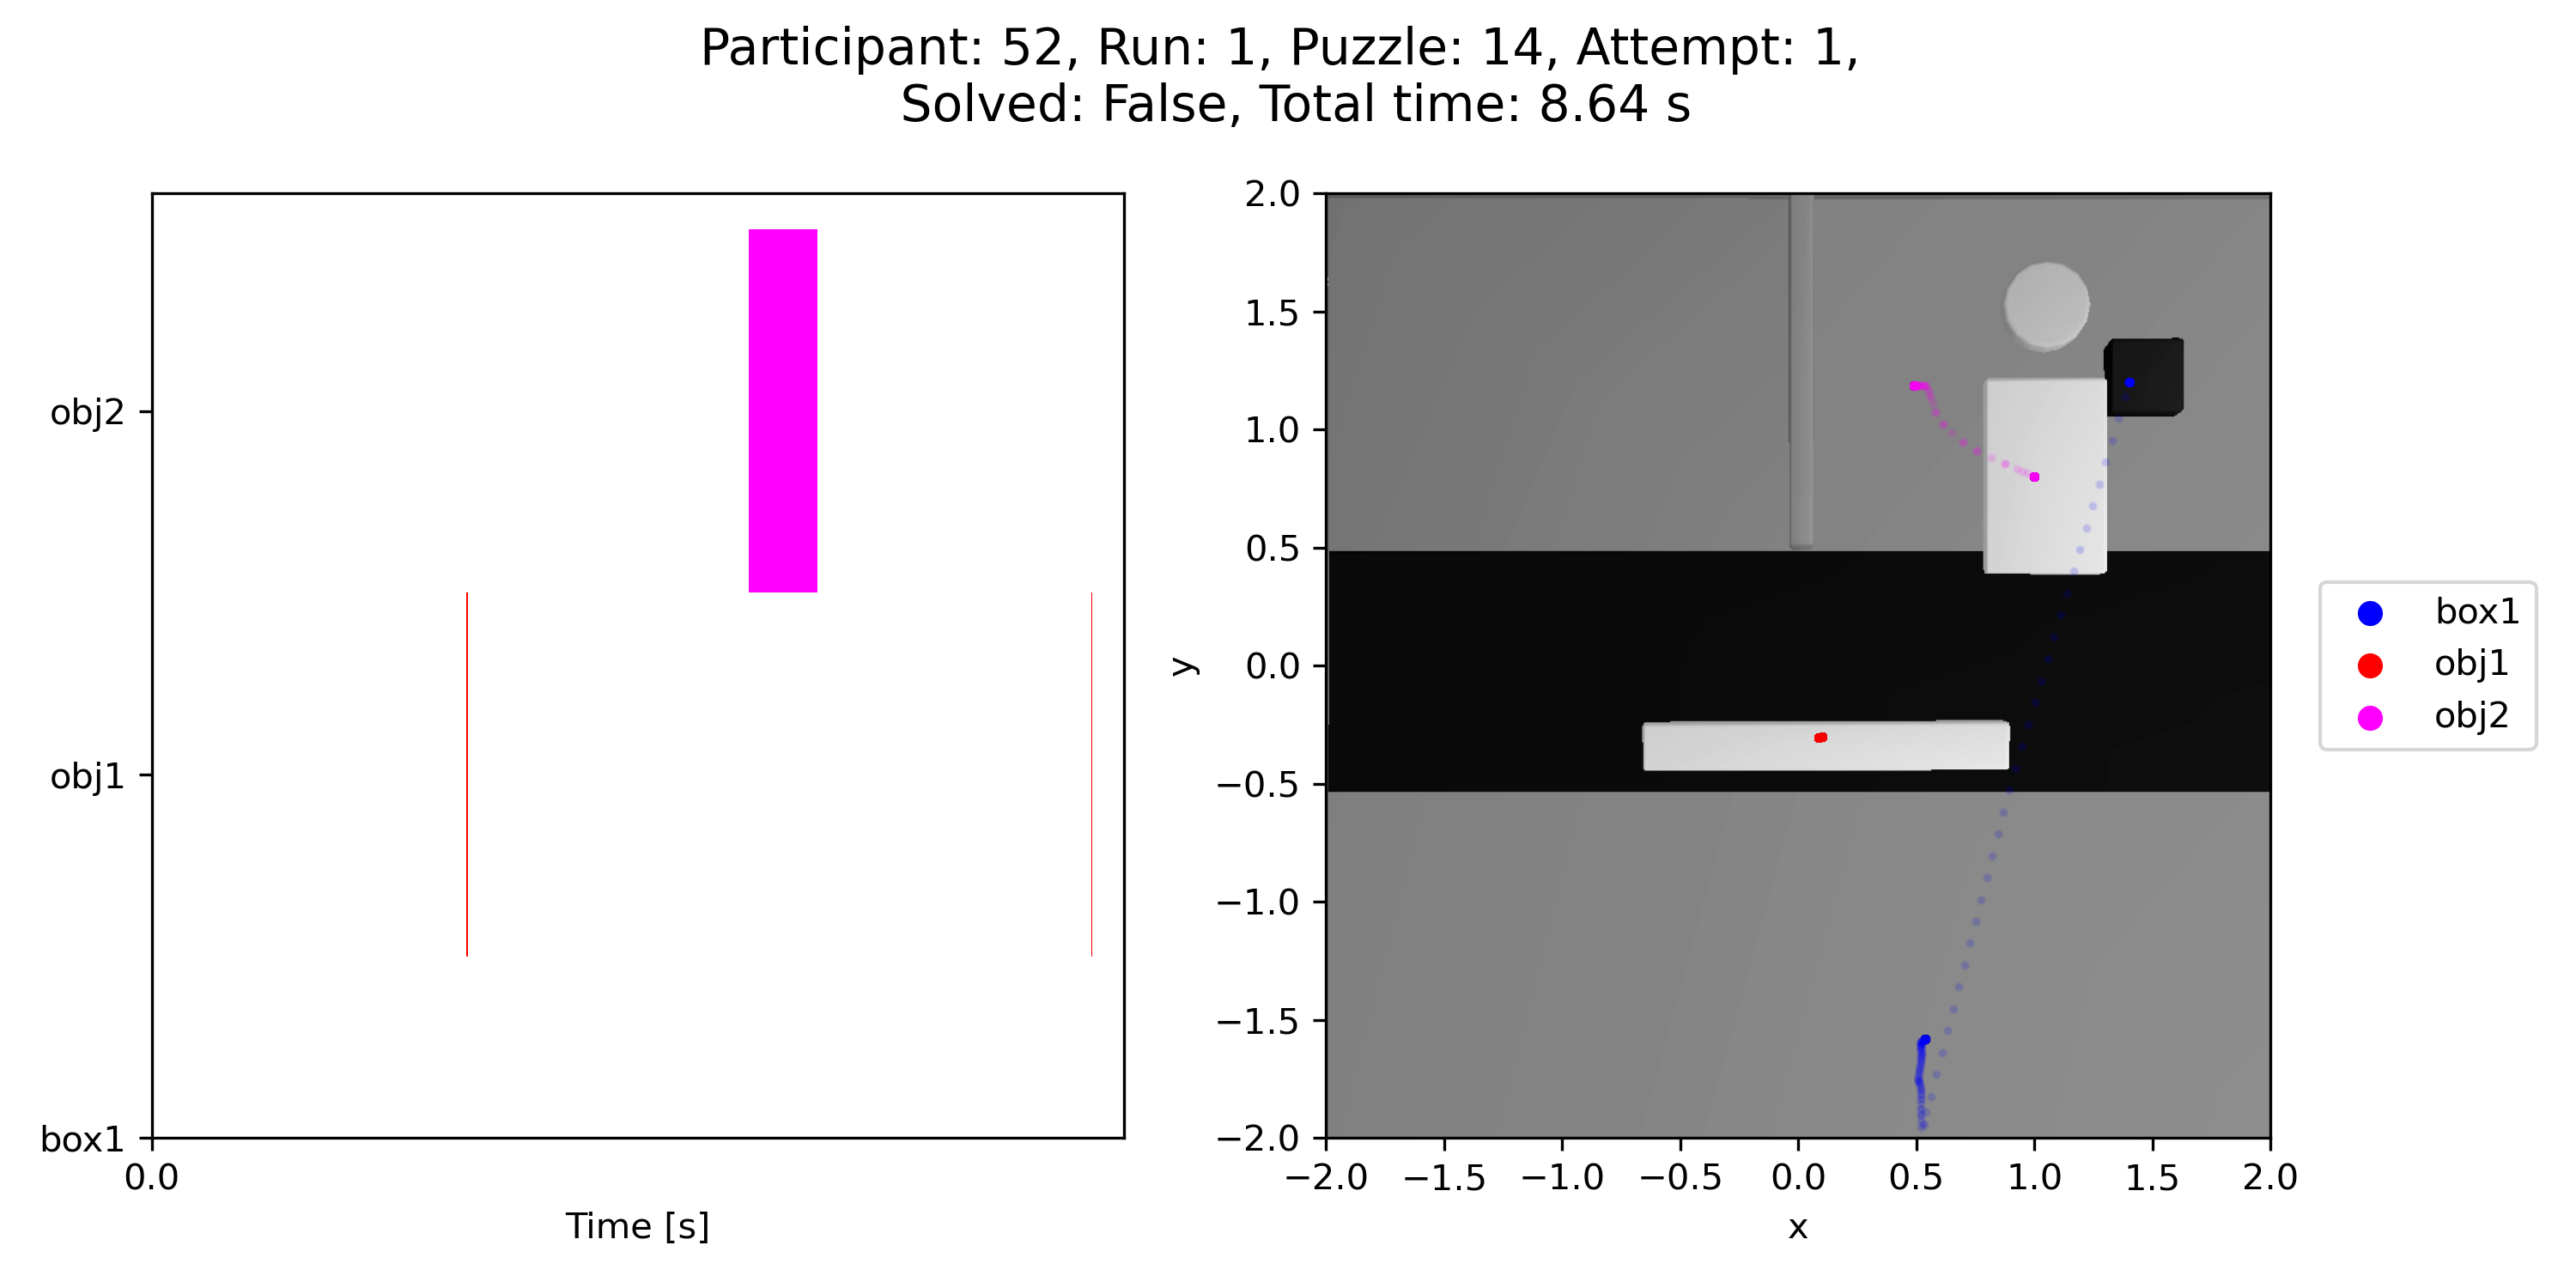 Participant: 52, Run: 1, Puzzle: 14, Attempt: 1,
Solved: False, Total time: 8.64 s
obj2
obj1
box1
0.0
Time [s]
2.0
1.5
1.0
0.5
0.0
−0.5
−1.0
−1.5
−2.0
y
−2.0 −1.5 −1.0 −0.5 0.0 0.5 1.0 1.5 2.0
x
box1
obj1
obj2